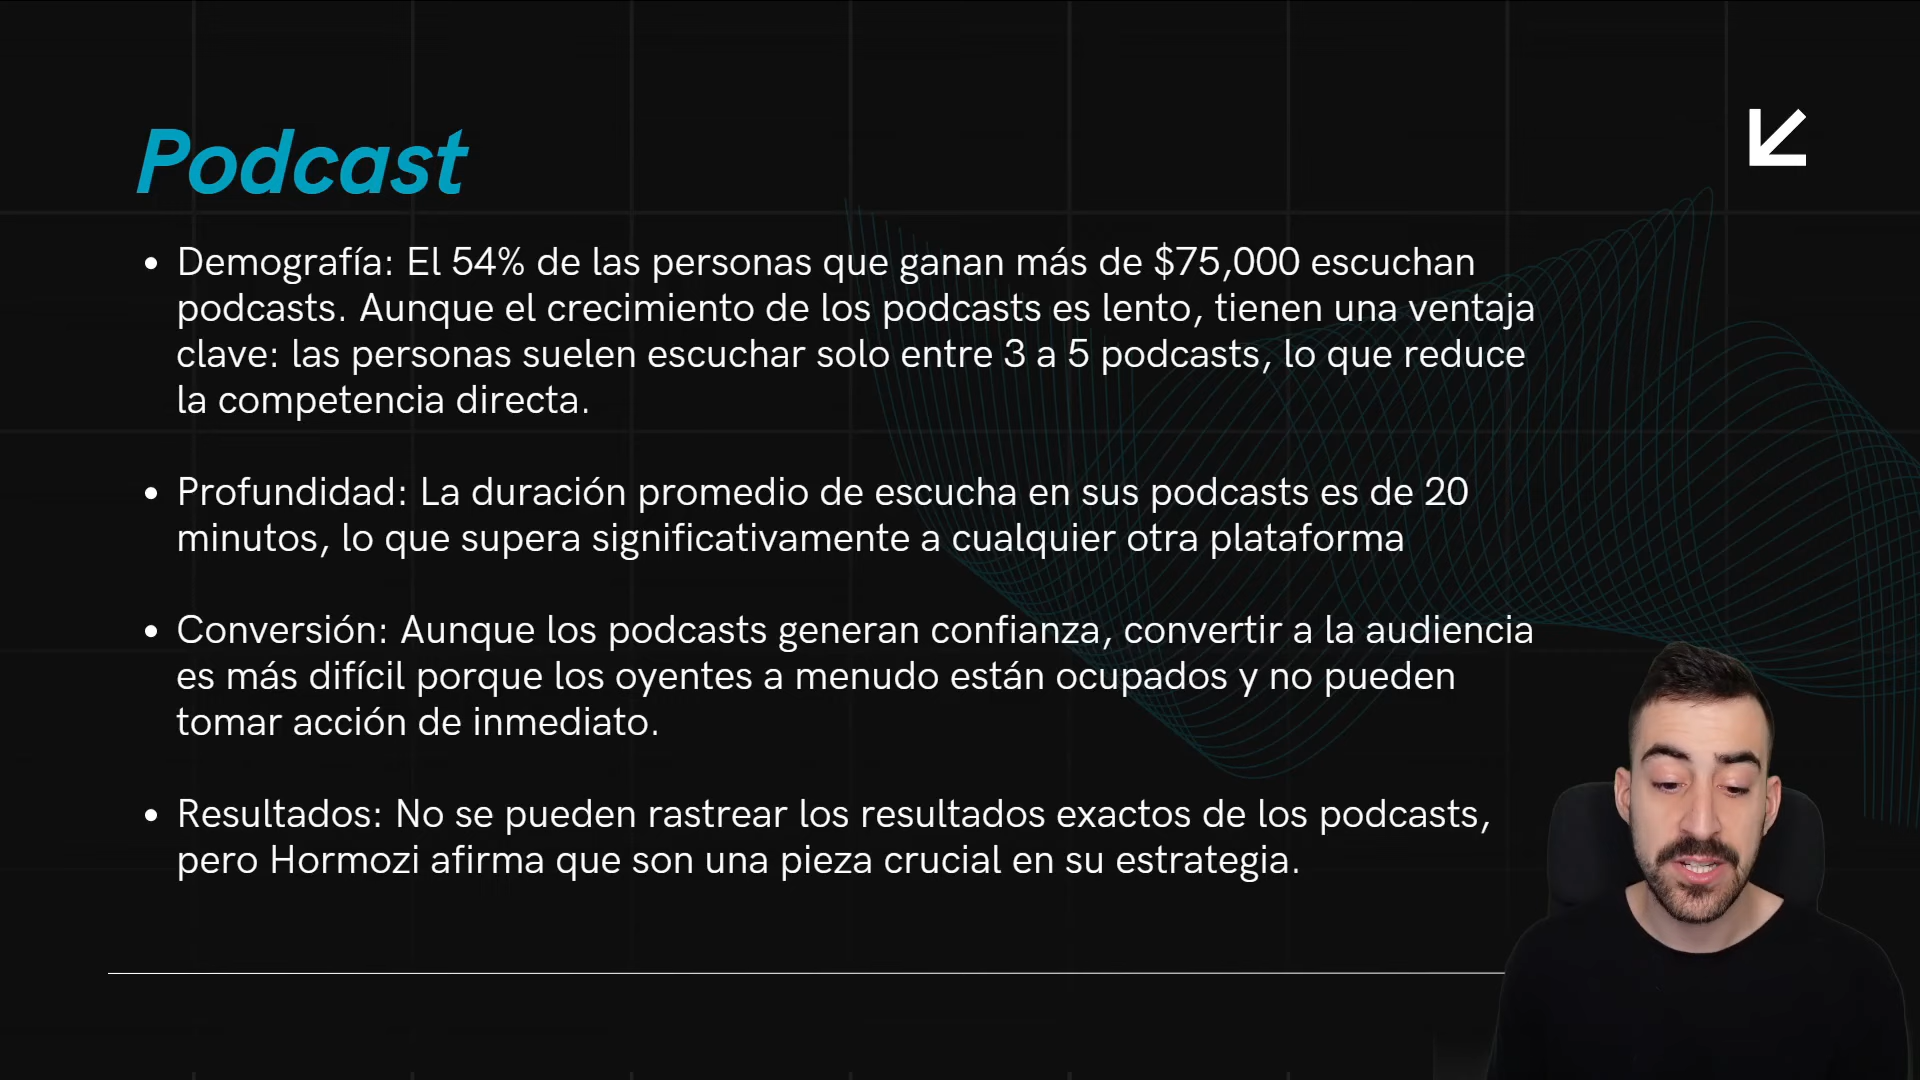 Podcast
• Demografía: El 54% de las personas que ganan más de $75,000 escuchan
podcasts. Aunque el crecimiento de los podcasts es lento, tienen una ventaja
clave: las personas suelen escuchar solo entre 3 a 5 podcasts, lo que reduce
la competencia directa.
• Profundidad: La duración promedio de escucha en sus podcasts es de 20
minutos, lo que supera significativamente a cualquier otra plataforma
• Conversión: Aunque los podcasts generan confianza, convertir a la audiencia
es más difícil porque los oyentes a menudo están ocupados y no pueden
tomar acción de inmediato.
• Resultados: No se pueden rastrear los resultados exactos de los podcasts,
pero Hormozi afirma que son una pieza crucial en su estrategia.